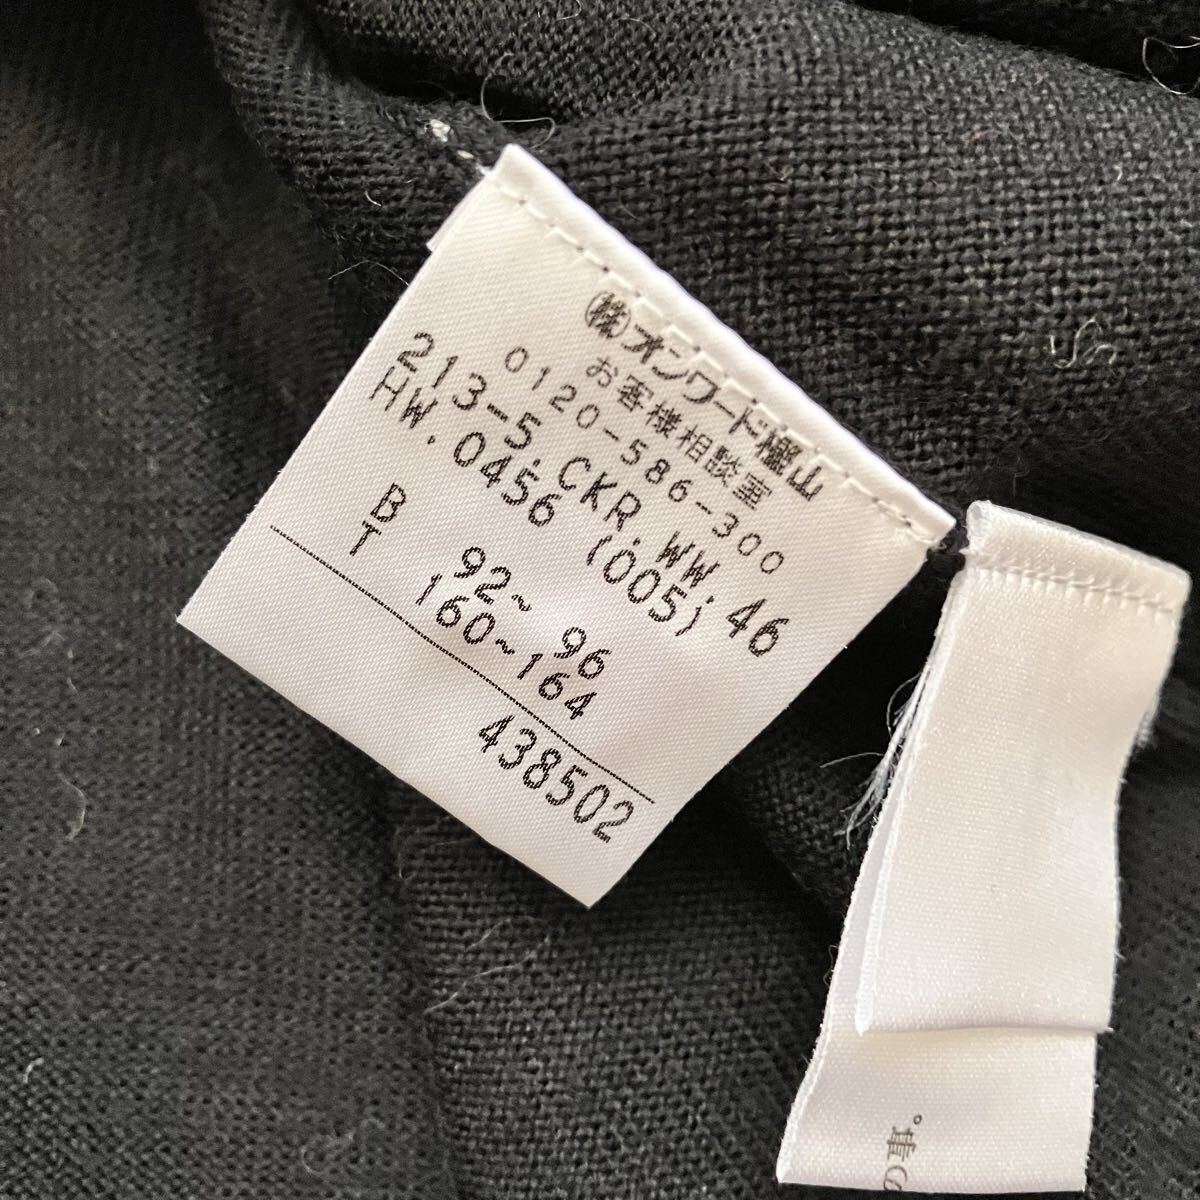 ㈱オンワード樫山
お客様相談室
0120-586-300
213-5.CKR.WW.46
HW.0456 (005)
B 92~ 96
T 160~164
438502